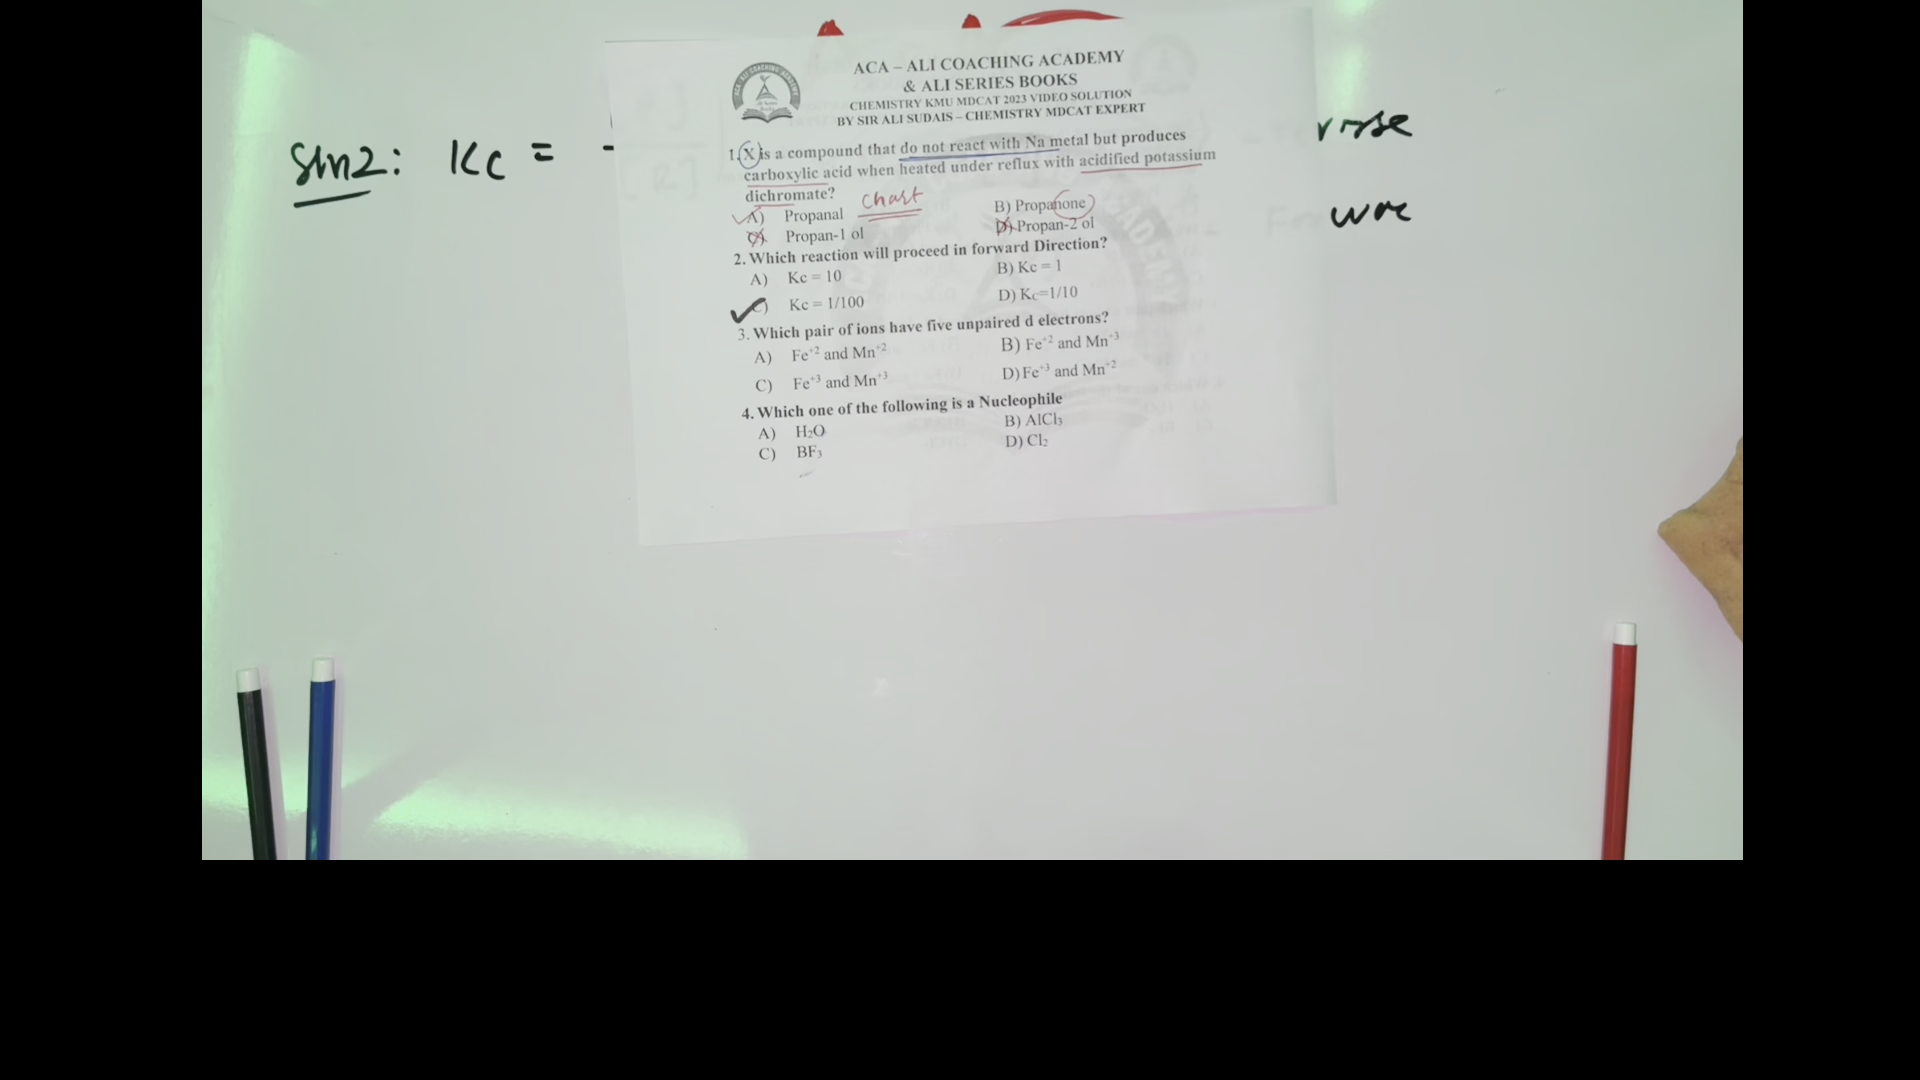 ACA – ALI COACHING ACADEMY
& ALI SERIES BOOKS
CHEMISTRY KMU MDCAT 2023 VIDEO SOLUTION
BY SIR ALI SUDAIS – CHEMISTRY MDCAT EXPERT
Sln2: Kc =
1. X is a compound that do not react with Na metal but produces
carboxylic acid when heated under reflux with acidified potassium
dichromate?
chart
A) Propanal B) Propanone
Propan-1 ol D) Propan-2 ol
2. Which reaction will proceed in forward Direction?
A) Kc = 10 B) Kc = 1
C) Kc = 1/100 D) Kc=1/10
3. Which pair of ions have five unpaired d electrons?
A) Fe+2 and Mn+2 B) Fe+2 and Mn+3
C) Fe+3 and Mn+3 D) Fe+3 and Mn+2
4. Which one of the following is a Nucleophile
A) H₂O B) AlCl₃
C) BF₃ D) Cl₂